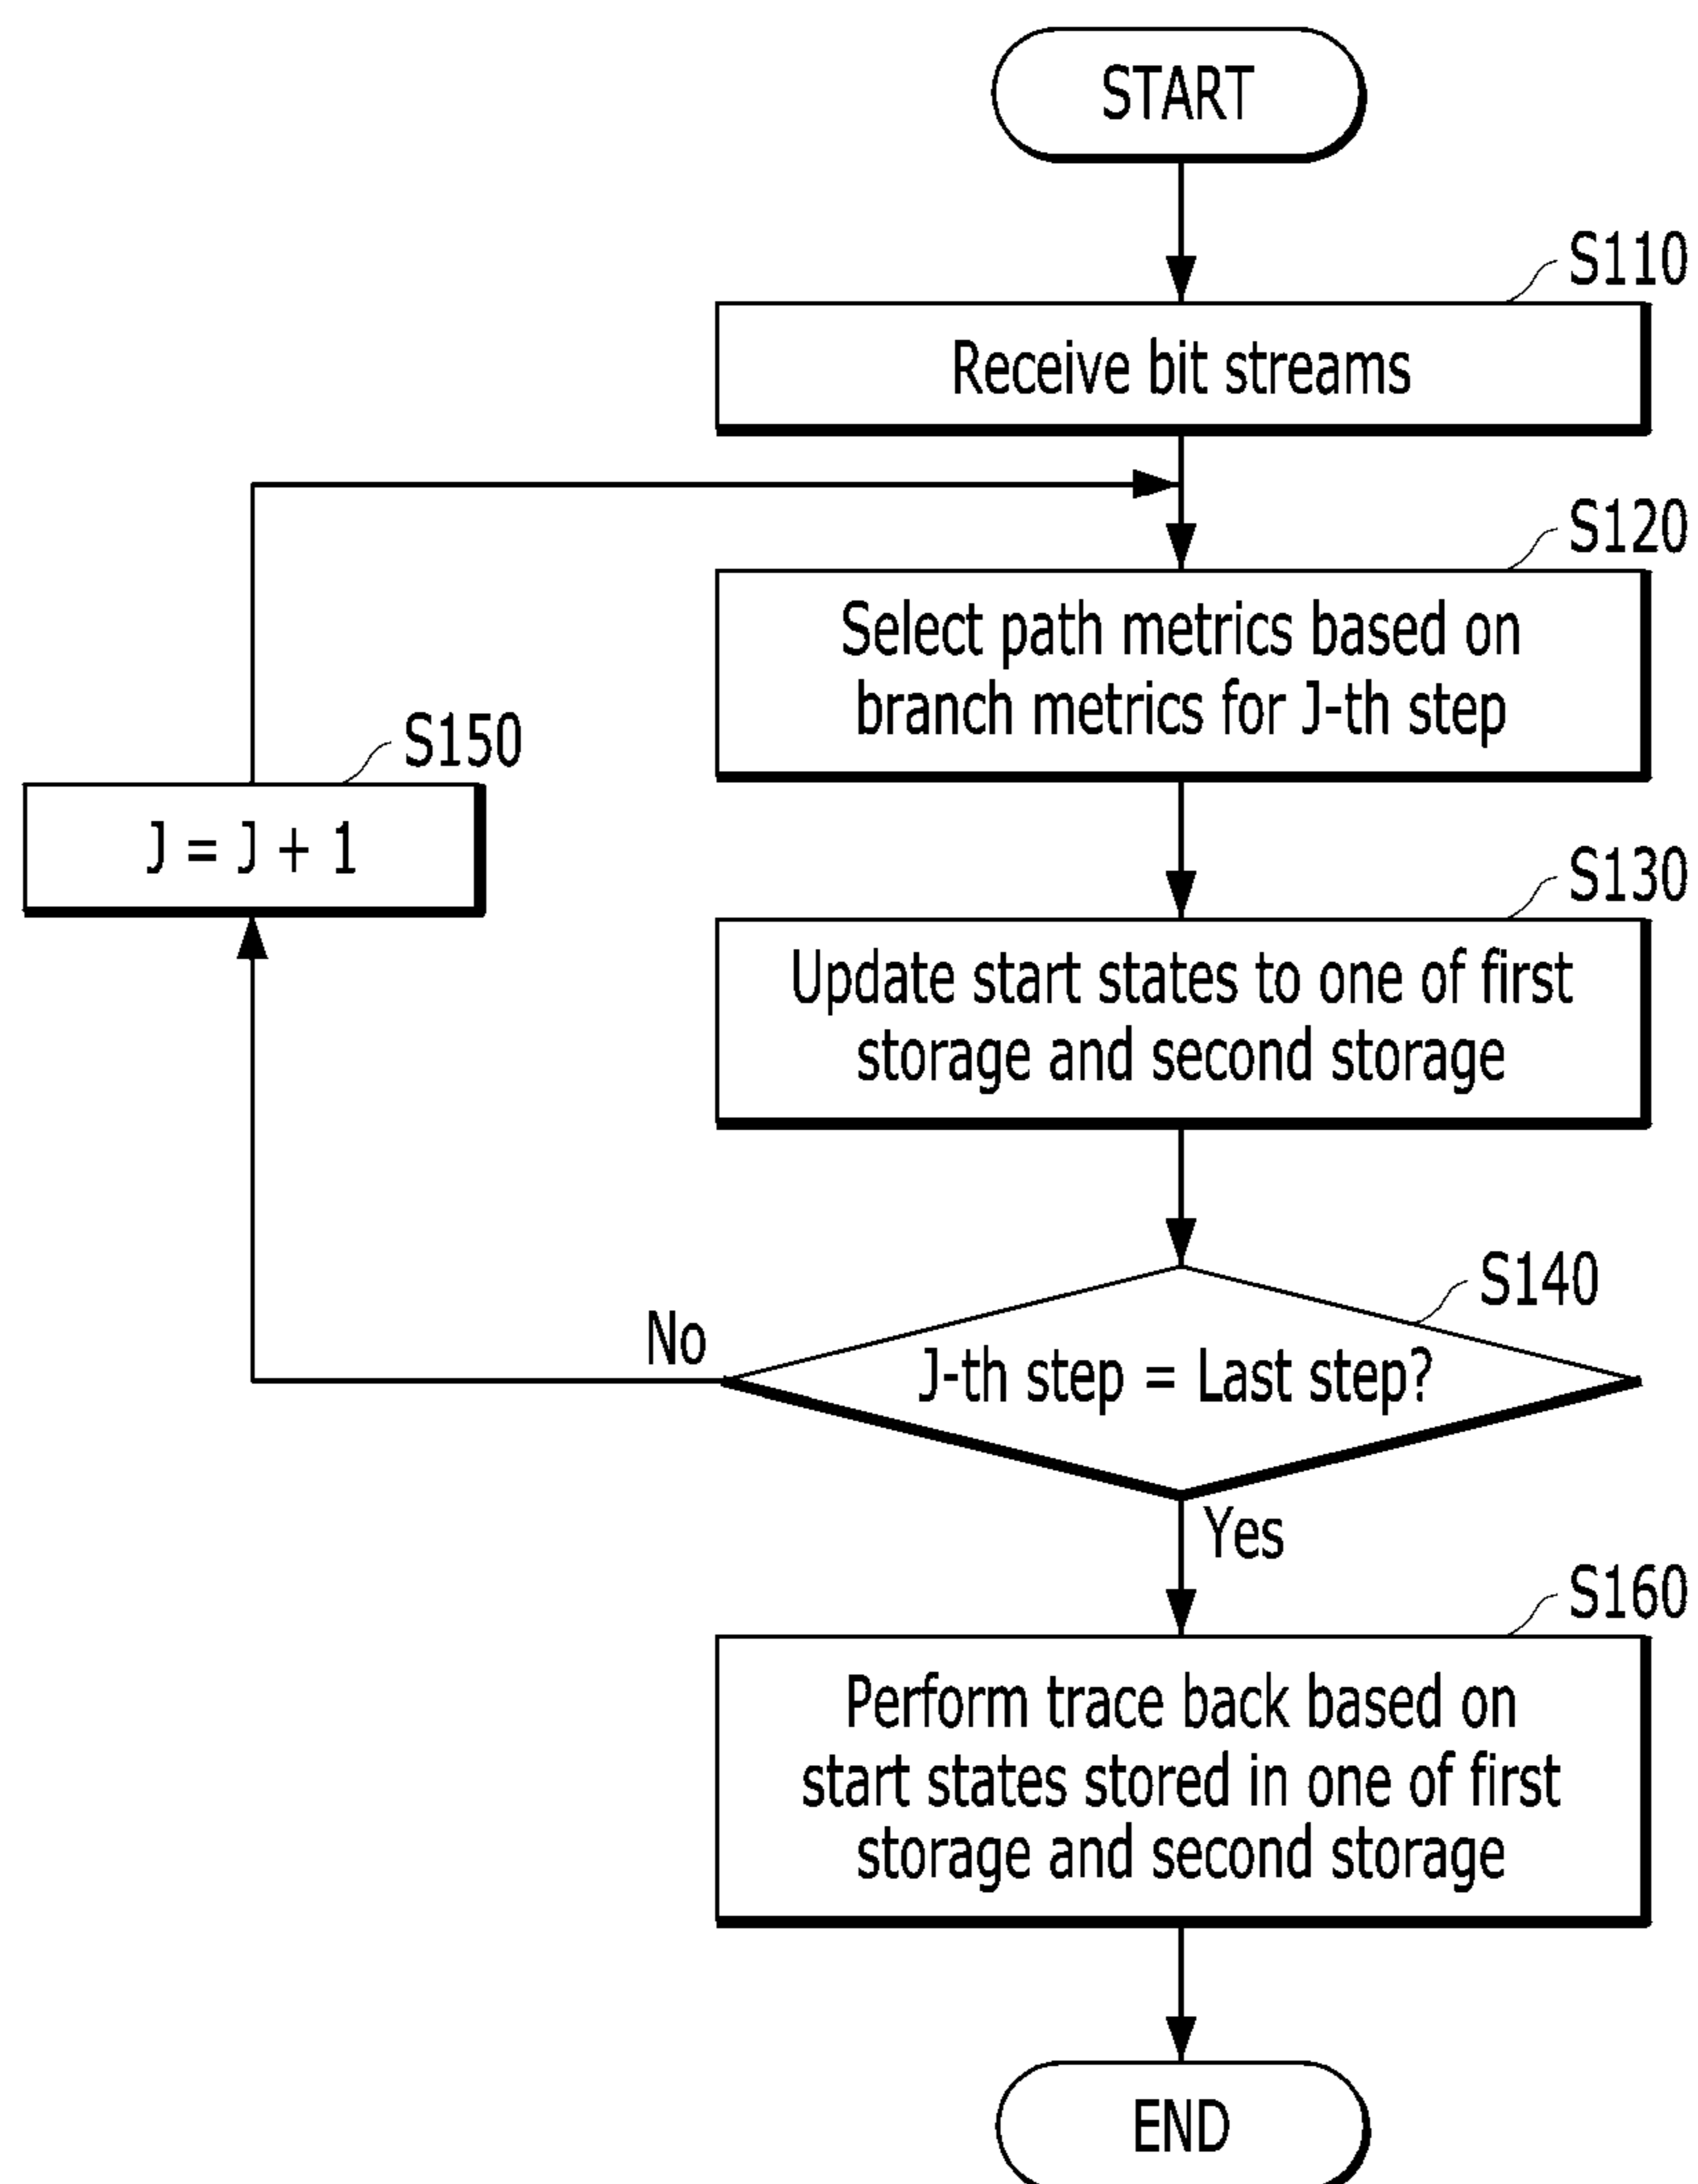 START
S110
Receive bit streams
S120
Select path metrics based on
branch metrics for J-th step
S150
J = J + 1
S130
Update start states to one of first
storage and second storage
S140
No
J-th step = Last step?
Yes
S160
Perform trace back based on
start states stored in one of first
storage and second storage
END